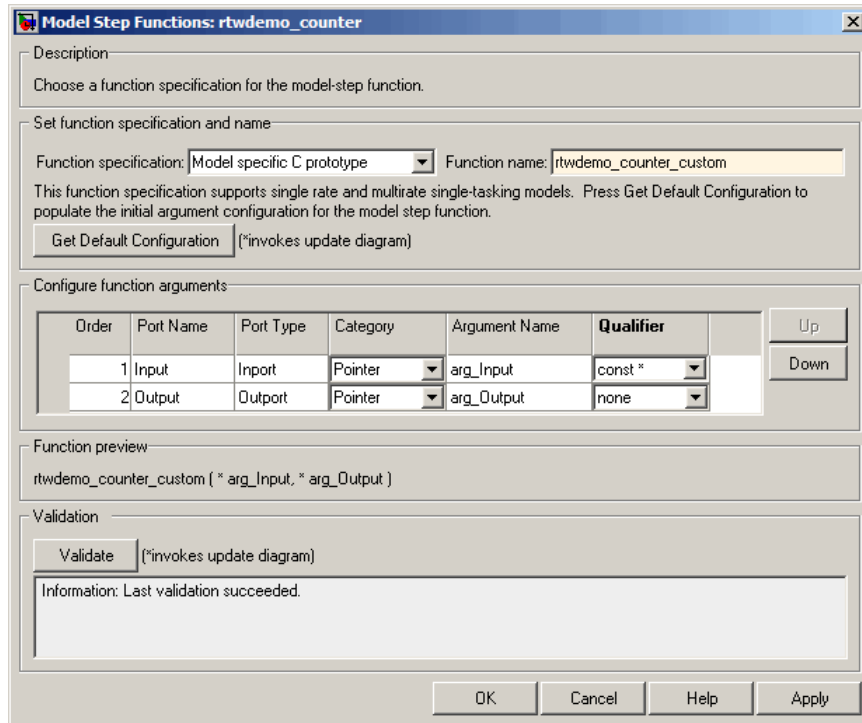 Model Step Functions: rtwdemo_counter
Description
Choose a function specification for the model-step function.
Set function specification and name
Function specification: Model specific C prototype Function name: rtwdemo_counter_custom
This function specification supports single rate and multirate single-tasking models. Press Get Default Configuration to
populate the initial argument configuration for the model step function.
Get Default Configuration (*invokes update diagram)
Configure function arguments
Order Port Name Port Type Category Argument Name Qualifier Up
1 Input Inport Pointer arg_Input const * Down
2 Output Outport Pointer arg_Output none
Function preview
rtwdemo_counter_custom ( * arg_Input, * arg_Output )
Validation
Validate (*invokes update diagram)
Information: Last validation succeeded.
OK Cancel Help Apply